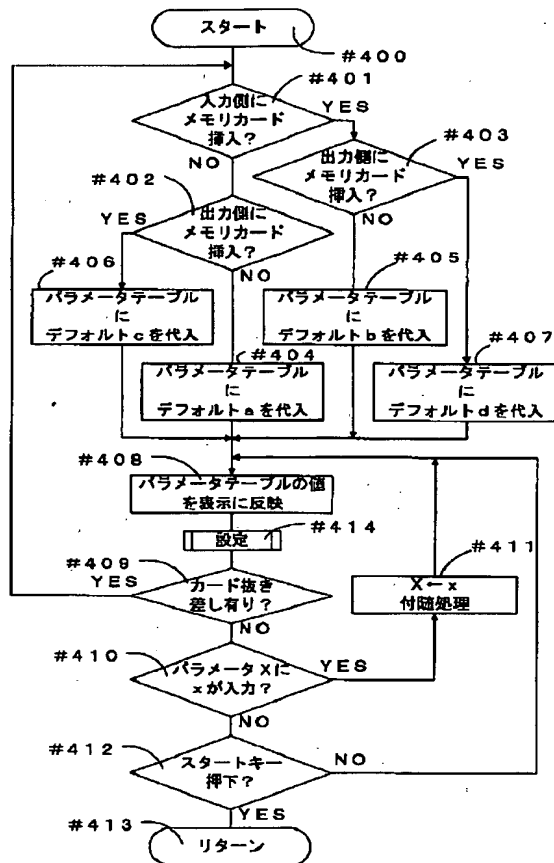 スタート
#400
#401
入力側に
メモリカード
挿入?
YES
NO
#403
出力側に
メモリカード
挿入?
YES
NO
#402
出力側に
メモリカード
挿入?
YES
NO
#406
パラメータテーブル
に
デフォルトcを代入
#405
パラメータテーブル
に
デフォルトbを代入
#404
パラメータテーブル
に
デフォルトaを代入
#407
パラメータテーブル
に
デフォルトdを代入
#408
パラメータテーブルの値
を表示に反映
#414
設定
#409
カード抜き
差し有り?
YES
NO
#411
X←x
付随処理
#410
パラメータXに
xが入力?
YES
NO
#412
スタートキー
押下?
NO
YES
#413
リターン